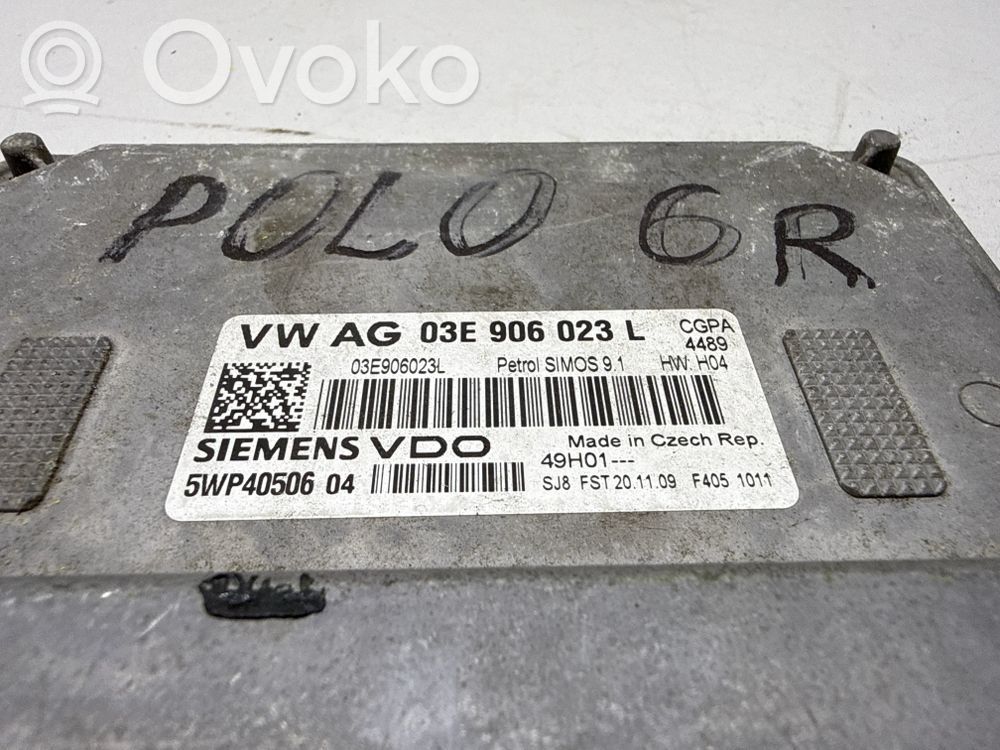 Ovoko
POLO 6R
VW AG 03E 906 023 L CGPA
4489
03E906023L Petrol SIMOS 9.1 HW: H04
SIEMENS VDO Made in Czech Rep.
49H01---
5WP40506 04 SJ8 FST 20.11.09 F405 1011